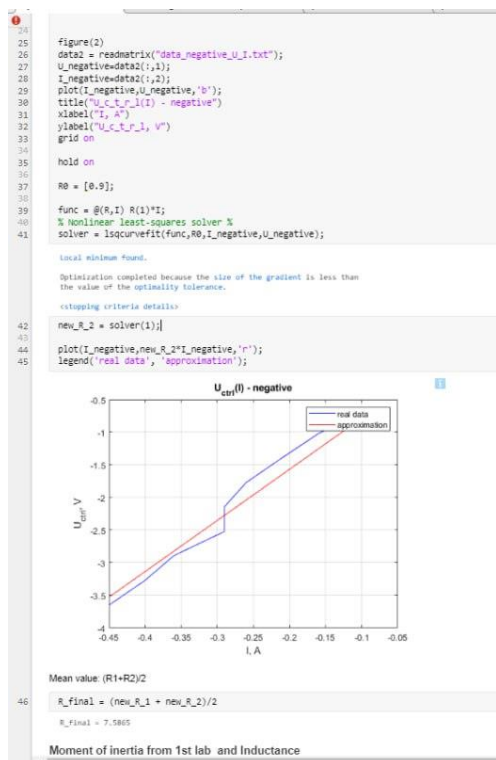 24
25 figure(2)
26 data2 = readmatrix("data_negative_U_I.txt");
27 U_negative=data2(:,1);
28 I_negative=data2(:,2);
29 plot(I_negative,U_negative,'b');
30 title("U_c_t_r_l(I) - negative")
31 xlabel("I, A")
32 ylabel("U_c_t_r_l, V")
33 grid on
34
35 hold on
36
37 R0 = [0.9];
38
39 func = @(R,I) R(1)*I;
40 % Nonlinear least-squares solver %
41 solver = lsqcurvefit(func,R0,I_negative,U_negative);
Local minimum found.
Optimization completed because the size of the gradient is less than
the value of the optimality tolerance.
<stopping criteria details>
42 new_R_2 = solver(1);
43
44 plot(I_negative,new_R_2*I_negative,'r');
45 legend('real data', 'approximation');
U_ctrl(I) - negative
real data
approximation
-0.5
-1
-1.5
-2
-2.5
-3
-3.5
-4
U_ctrl, V
-0.45 -0.4 -0.35 -0.3 -0.25 -0.2 -0.15 -0.1 -0.05
I, A
Mean value: (R1+R2)/2
46 R_final = (new_R_1 + new_R_2)/2
R_final = 7.5865
Moment of inertia from 1st lab and Inductance